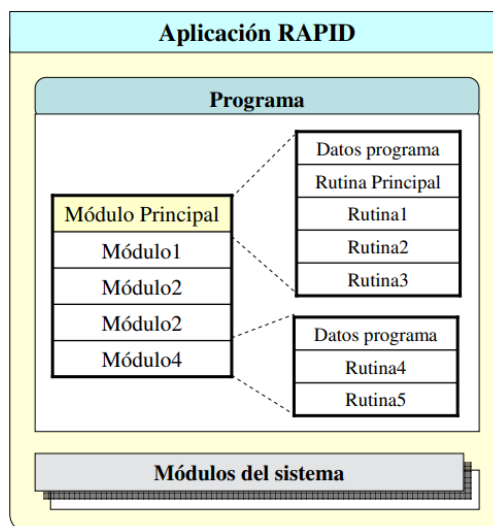 Aplicación RAPID
Programa
Módulo Principal
Módulo1
Módulo2
Módulo2
Módulo4
Datos programa
Rutina Principal
Rutina1
Rutina2
Rutina3
Datos programa
Rutina4
Rutina5
Módulos del sistema